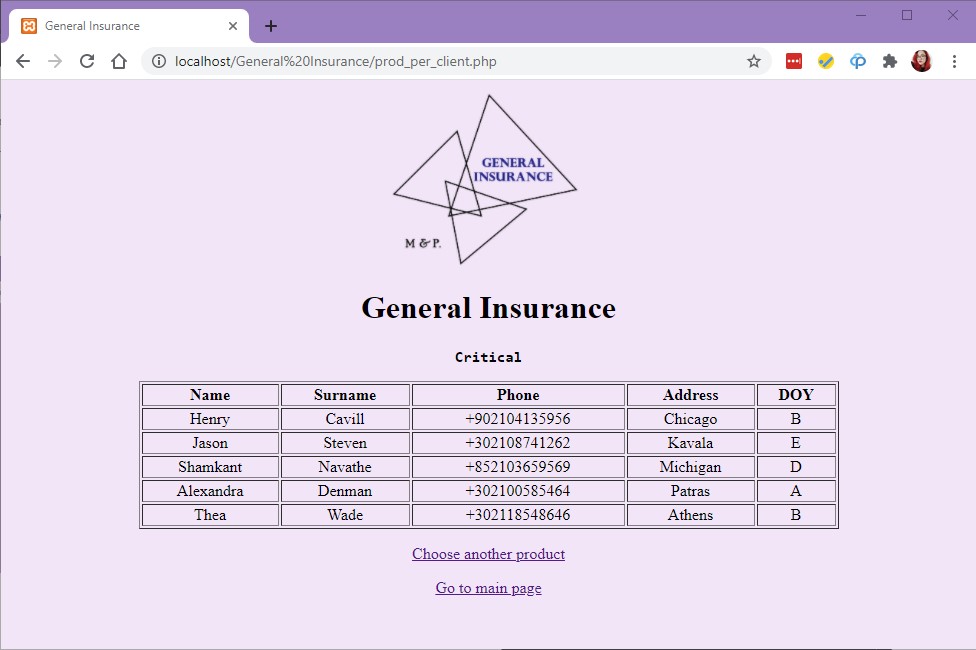 General Insurance
localhost/General%20Insurance/prod_per_client.php
GENERAL
INSURANCE
M & P.
General Insurance
Critical
Name Surname Phone Address DOY
Henry Cavill +902104135956 Chicago B
Jason Steven +302108741262 Kavala E
Shamkant Navathe +852103659569 Michigan D
Alexandra Denman +302100585464 Patras A
Thea Wade +302118548646 Athens B
Choose another product
Go to main page